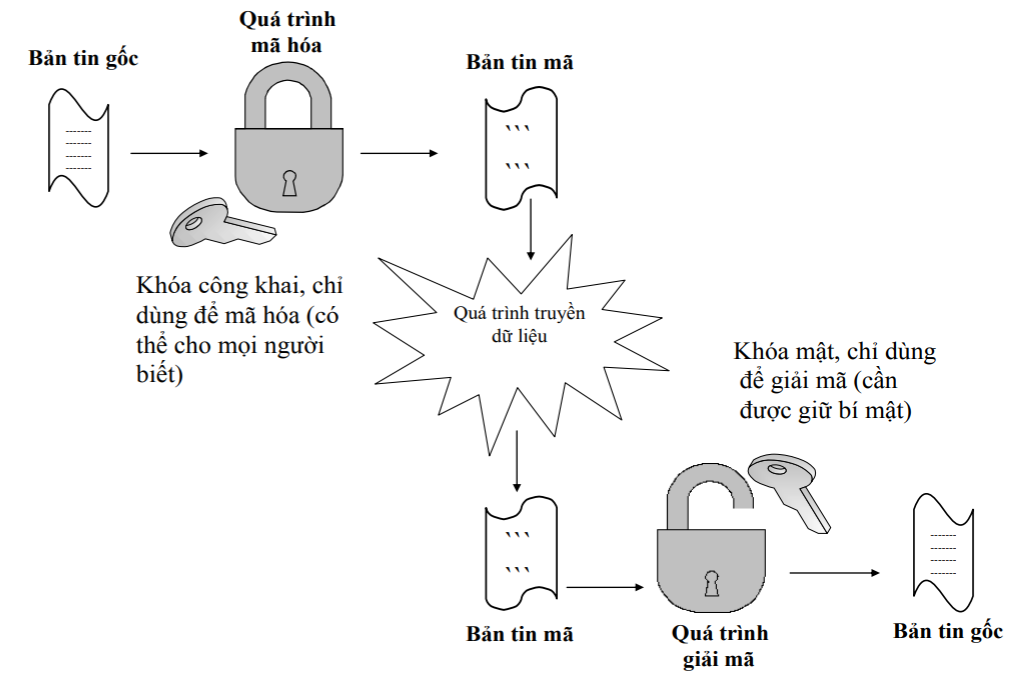 Quá trình
mã hóa
Bản tin gốc
Bản tin mã
-------
-------
-------
-------
```
```
Khóa công khai, chỉ
dùng để mã hóa (có
thể cho mọi người
biết)
Quá trình truyền
dữ liệu
Khóa mật, chỉ dùng
để giải mã (cần
được giữ bí mật)
```
```
-------
-------
-------
-------
Bản tin mã
Quá trình
giải mã
Bản tin gốc